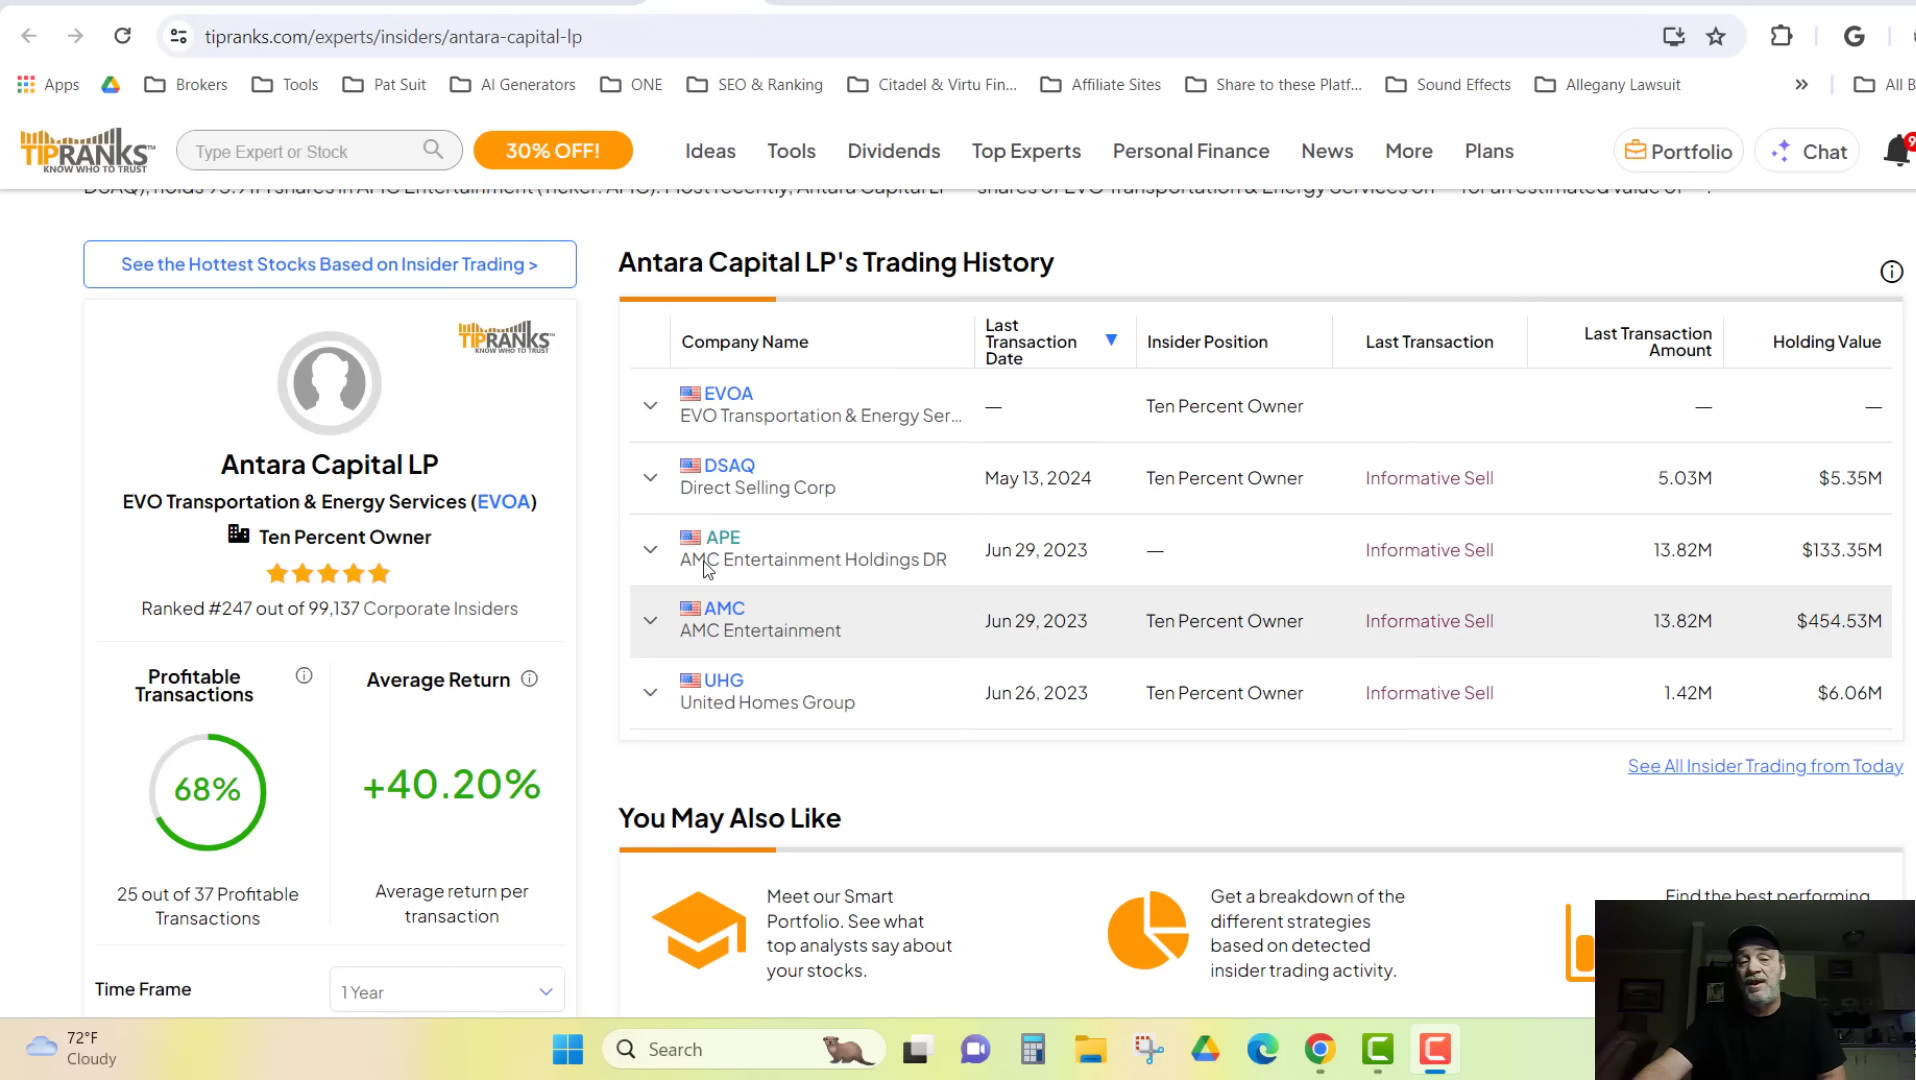 tipranks.com/experts/insiders/antara-capital-lp
Apps Brokers Tools Pat Suit AI Generators ONE SEO & Ranking Citadel & Virtu Fin... Affiliate Sites Share to these Platf... Sound Effects Allegany Lawsuit » All B
TIPRANKS
KNOW WHO TO TRUST
Type Expert or Stock
30% OFF!
Ideas Tools Dividends Top Experts Personal Finance News More Plans
Portfolio
Chat
9
See the Hottest Stocks Based on Insider Trading >
TIPRANKS
KNOW WHO TO TRUST
Antara Capital LP
EVO Transportation & Energy Services (EVOA)
Ten Percent Owner
Ranked #247 out of 99,137 Corporate Insiders
Profitable
Transactions
68%
25 out of 37 Profitable
Transactions
Average Return
+40.20%
Average return per
transaction
Time Frame
1 Year
Antara Capital LP's Trading History
Company Name
Last
Transaction
Date
Insider Position
Last Transaction
Last Transaction
Amount
Holding Value
EVOA
EVO Transportation & Energy Ser...
— Ten Percent Owner — —
DSAQ
Direct Selling Corp
May 13, 2024 Ten Percent Owner Informative Sell 5.03M $5.35M
APE
AMC Entertainment Holdings DR
Jun 29, 2023 — Informative Sell 13.82M $133.35M
AMC
AMC Entertainment
Jun 29, 2023 Ten Percent Owner Informative Sell 13.82M $454.53M
UHG
United Homes Group
Jun 26, 2023 Ten Percent Owner Informative Sell 1.42M $6.06M
See All Insider Trading from Today
You May Also Like
Meet our Smart
Portfolio. See what
top analysts say about
your stocks.
Get a breakdown of the
different strategies
based on detected
insider trading activity.
Find the best performing
72°F
Cloudy
Search